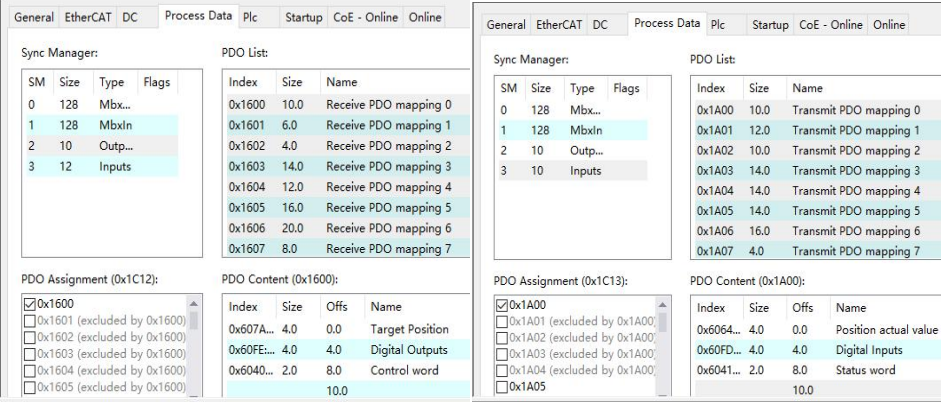 General EtherCAT DC Process Data Plc Startup CoE - Online Online
Sync Manager:
SM Size Type Flags
0 128 Mbx...
1 128 MbxIn
2 10 Outp...
3 12 Inputs
PDO List:
Index Size Name
0x1600 10.0 Receive PDO mapping 0
0x1601 6.0 Receive PDO mapping 1
0x1602 4.0 Receive PDO mapping 2
0x1603 14.0 Receive PDO mapping 3
0x1604 12.0 Receive PDO mapping 4
0x1605 16.0 Receive PDO mapping 5
0x1606 20.0 Receive PDO mapping 6
0x1607 8.0 Receive PDO mapping 7
PDO Assignment (0x1C12):
0x1600
0x1601 (excluded by 0x1600)
0x1602 (excluded by 0x1600)
0x1603 (excluded by 0x1600)
0x1604 (excluded by 0x1600)
0x1605 (excluded by 0x1600)
PDO Content (0x1600):
Index Size Offs Name
0x607A... 4.0 0.0 Target Position
0x60FE:... 4.0 4.0 Digital Outputs
0x6040... 2.0 8.0 Control word
10.0
General EtherCAT DC Process Data Plc Startup CoE - Online Online
Sync Manager:
SM Size Type Flags
0 128 Mbx...
1 128 MbxIn
2 10 Outp...
3 10 Inputs
PDO List:
Index Size Name
0x1A00 10.0 Transmit PDO mapping 0
0x1A01 12.0 Transmit PDO mapping 1
0x1A02 10.0 Transmit PDO mapping 2
0x1A03 14.0 Transmit PDO mapping 3
0x1A04 14.0 Transmit PDO mapping 4
0x1A05 14.0 Transmit PDO mapping 5
0x1A06 16.0 Transmit PDO mapping 6
0x1A07 4.0 Transmit PDO mapping 7
PDO Assignment (0x1C13):
0x1A00
0x1A01 (excluded by 0x1A00)
0x1A02 (excluded by 0x1A00)
0x1A03 (excluded by 0x1A00)
0x1A04 (excluded by 0x1A00)
0x1A05
PDO Content (0x1A00):
Index Size Offs Name
0x6064... 4.0 0.0 Position actual value
0x60FD... 4.0 4.0 Digital Inputs
0x6041... 2.0 8.0 Status word
10.0